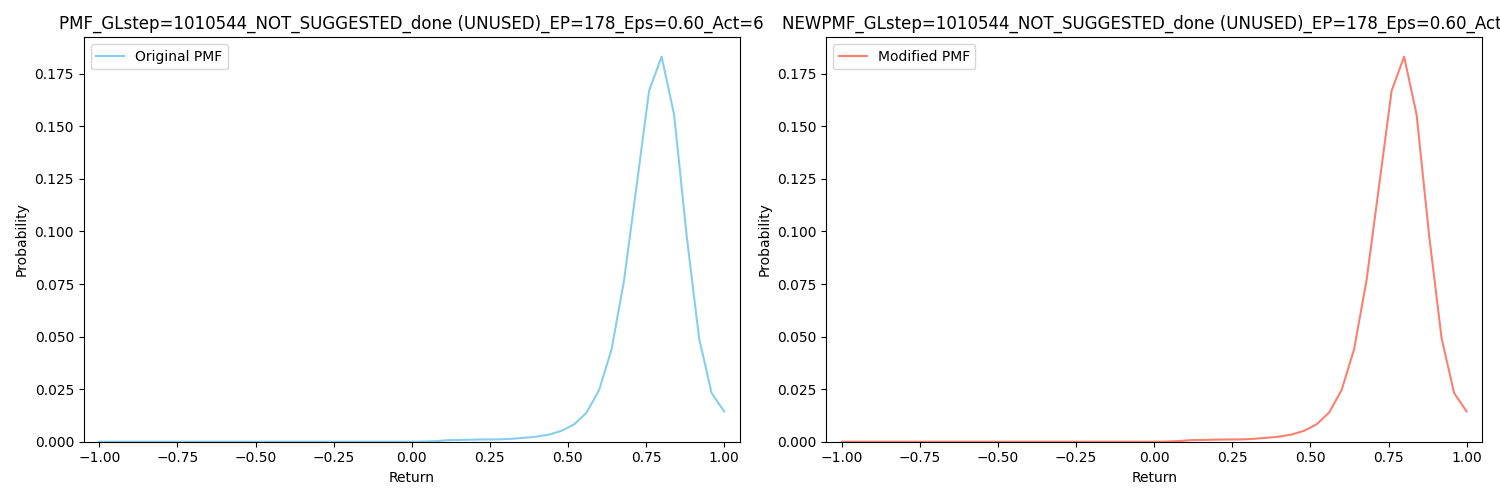 PMF_GLstep=1010544_NOT_SUGGESTED_done (UNUSED)_EP=178_Eps=0.60_Act=6
Original PMF
Probability
0.175
0.150
0.125
0.100
0.075
0.050
0.025
0.000
−1.00 −0.75 −0.50 −0.25 0.00 0.25 0.50 0.75 1.00
Return
NEWPMF_GLstep=1010544_NOT_SUGGESTED_done (UNUSED)_EP=178_Eps=0.60_Act
Modified PMF
Probability
0.175
0.150
0.125
0.100
0.075
0.050
0.025
0.000
−1.00 −0.75 −0.50 −0.25 0.00 0.25 0.50 0.75 1.00
Return